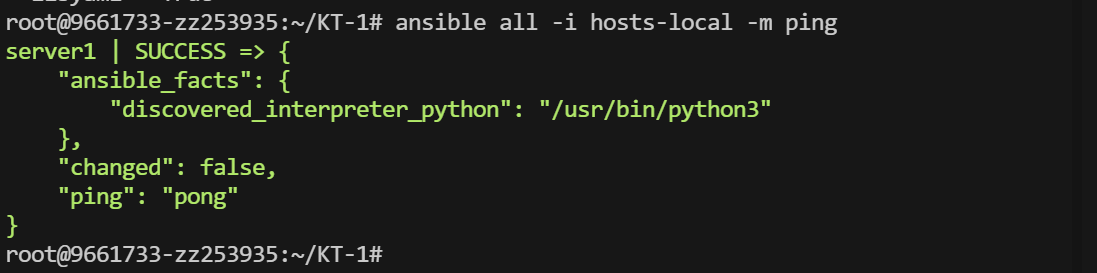 root@9661733-zz253935:~/KT-1# ansible all -i hosts-local -m ping
server1 | SUCCESS => {
    "ansible_facts": {
        "discovered_interpreter_python": "/usr/bin/python3"
    },
    "changed": false,
    "ping": "pong"
}
root@9661733-zz253935:~/KT-1#